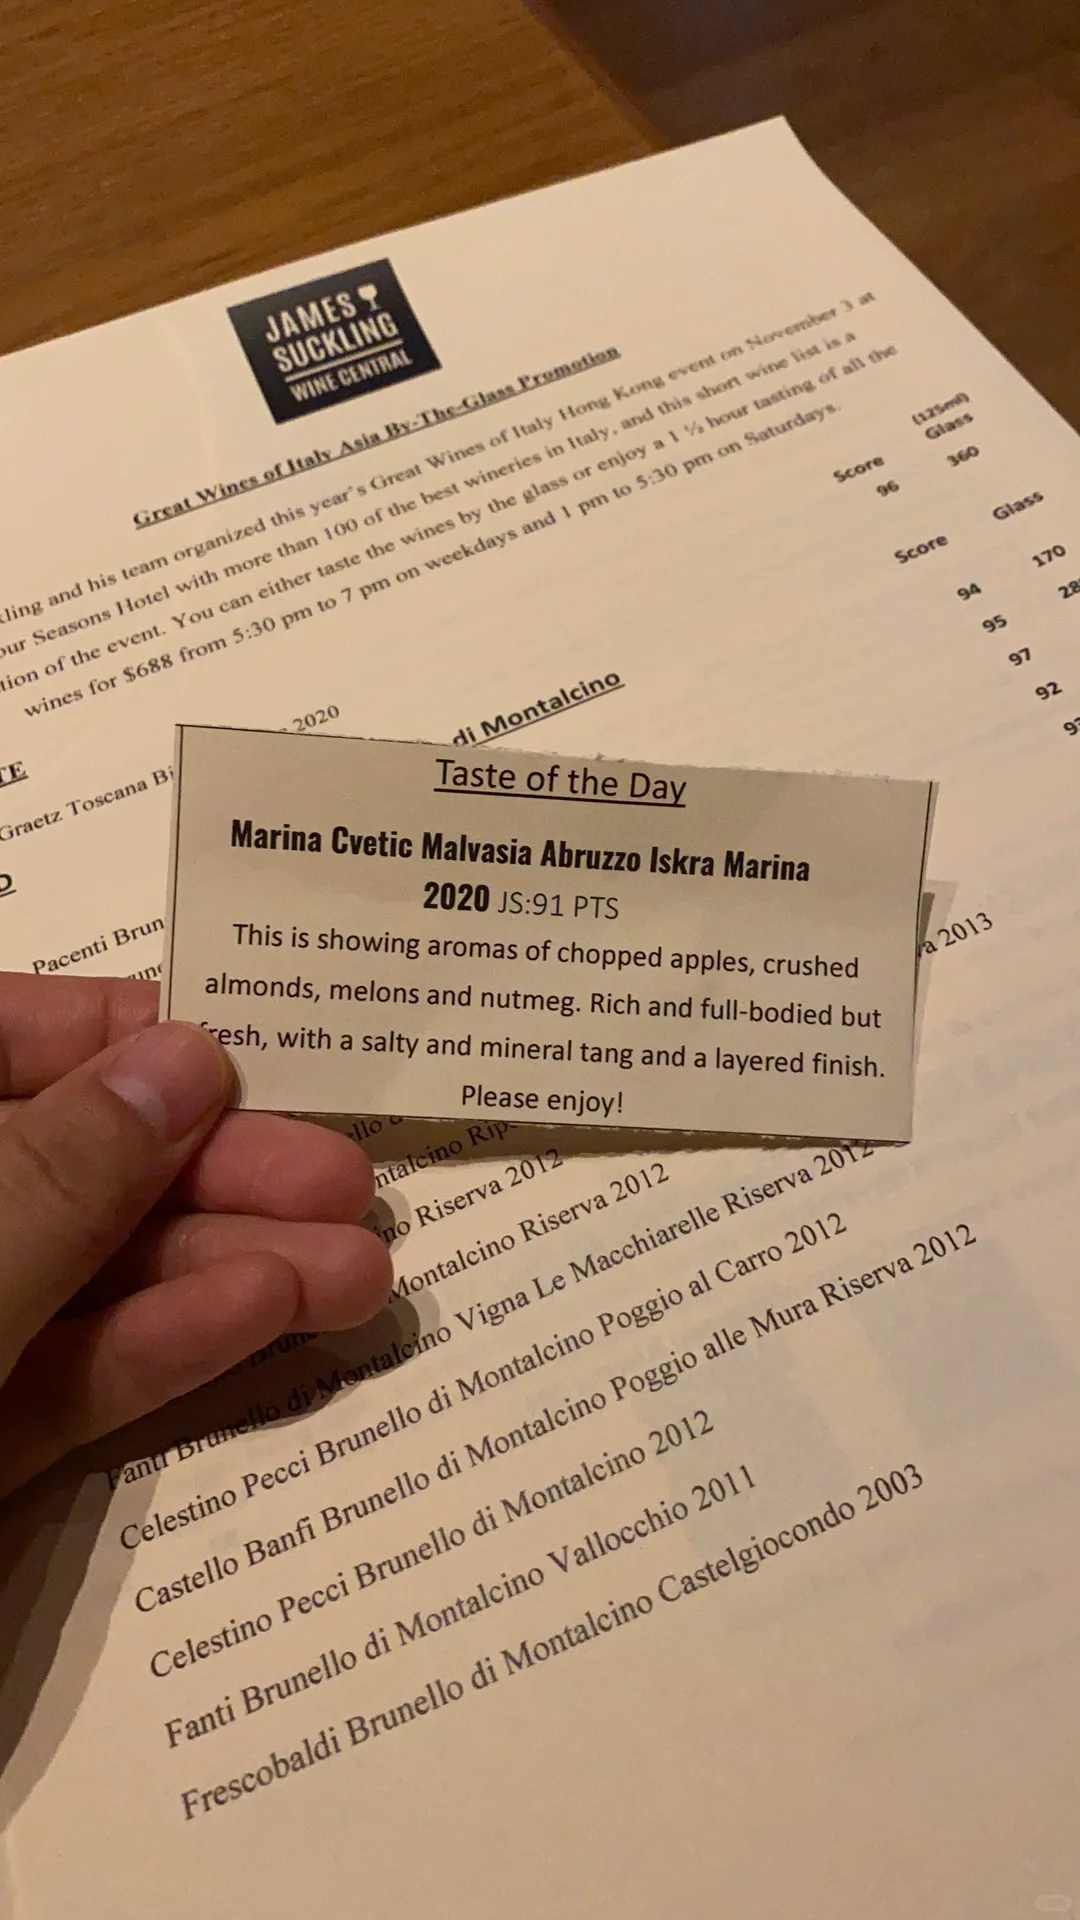 JAMES
SUCKLING
WINE CENTRAL
Great Wines of Italy Asia By-The-Glass Promotion
kling and his team organized this year's Great Wines of Italy Hong Kong event on November 3 at
our Seasons Hotel with more than 100 of the best wineries in Italy, and this short wine list is a
tion of the event. You can either taste the wines by the glass or enjoy a 1 ½ hour tasting of all the
wines for $688 from 5:30 pm to 7 pm on weekdays and 1 pm to 5:30 pm on Saturdays.
(125ml)
Score Glass
96 360
2020
TE
Graetz Toscana Bi
di Montalcino
Score Glass
94 170
95 28
97
92
Pacenti Brun
a 2013
Taste of the Day
Marina Cvetic Malvasia Abruzzo Iskra Marina
2020 JS:91 PTS
This is showing aromas of chopped apples, crushed
almonds, melons and nutmeg. Rich and full-bodied but
fresh, with a salty and mineral tang and a layered finish.
Please enjoy!
ntalcino Rip
no Riserva 2012
Montalcino Riserva 2012
Fanti Brunello di Montalcino Vigna Le Macchiarelle Riserva 2012
Celestino Pecci Brunello di Montalcino Poggio al Carro 2012
Castello Banfi Brunello di Montalcino Poggio alle Mura Riserva 2012
Celestino Pecci Brunello di Montalcino 2012
Fanti Brunello di Montalcino Vallocchio 2011
Frescobaldi Brunello di Montalcino Castelgiocondo 2003